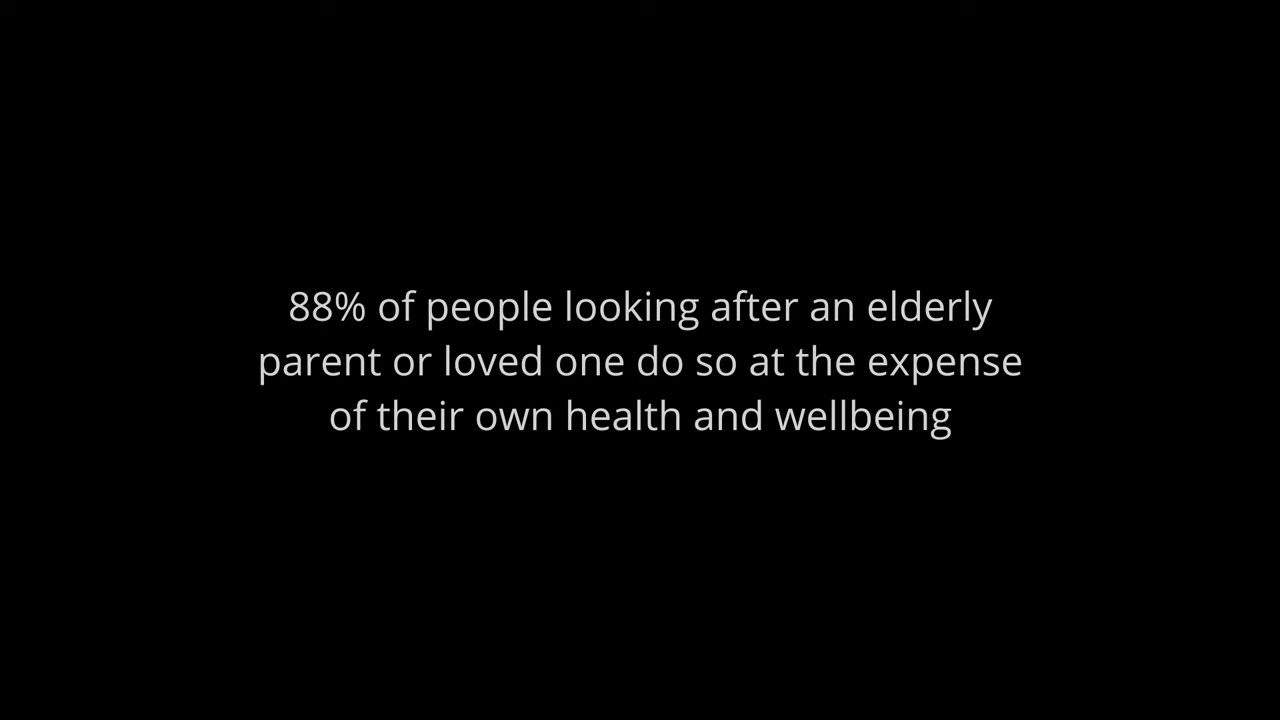 88% of people looking after an elderly
parent or loved one do so at the expense
of their own health and wellbeing